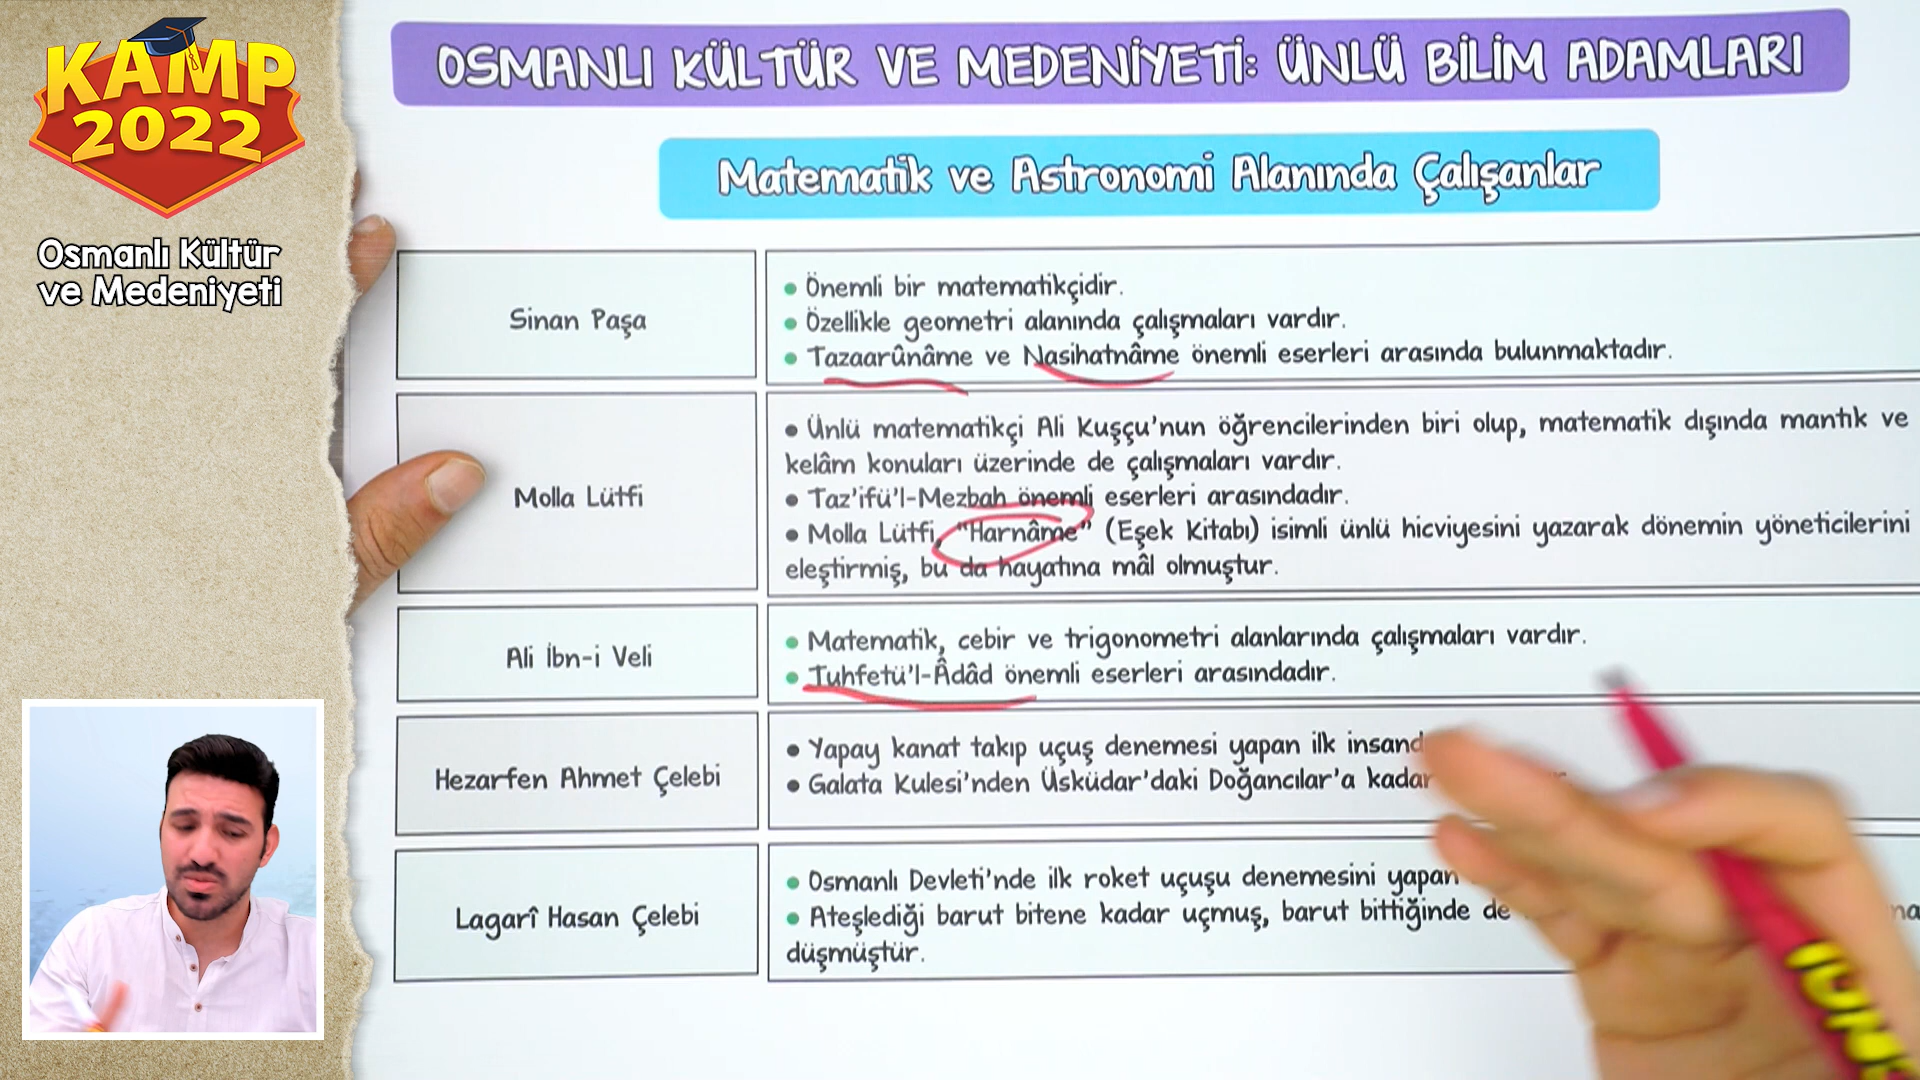 KAMP
2022
Osmanlı Kültür
ve Medeniyeti
OSMANLI KÜLTÜR VE MEDENİYETİ: ÜNLÜ BİLİM ADAMLARI
Matematik ve Astronomi Alanında Çalışanlar
Sinan Paşa
• Önemli bir matematikçidir.
• Özellikle geometri alanında çalışmaları vardır.
• Tazaarûnâme ve Nasihatnâme önemli eserleri arasında bulunmaktadır.
Molla Lütfi
• Ünlü matematikçi Ali Kuşçu'nun öğrencilerinden biri olup, matematik dışında mantık ve
kelâm konuları üzerinde de çalışmaları vardır.
• Taz'ifü'l-Mezbah önemli eserleri arasındadır.
• Molla Lütfi, "Harnâme" (Eşek Kitabı) isimli ünlü hicviyesini yazarak dönemin yöneticilerini
eleştirmiş, bu da hayatına mâl olmuştur.
Ali İbn-i Veli
• Matematik, cebir ve trigonometri alanlarında çalışmaları vardır.
• Tuhfetü'l-Âdâd önemli eserleri arasındadır.
Hezarfen Ahmet Çelebi
• Yapay kanat takıp uçuş denemesi yapan ilk
• Galata Kulesi'nden Üsküdar'daki Doğancılar'a kadar
Lagarî Hasan Çelebi
• Osmanlı Devleti'nde ilk roket uçuşu denemesini yapan
• Ateşlediği barut bitene kadar uçmuş, barut bittiğinde de
düşmüştür.